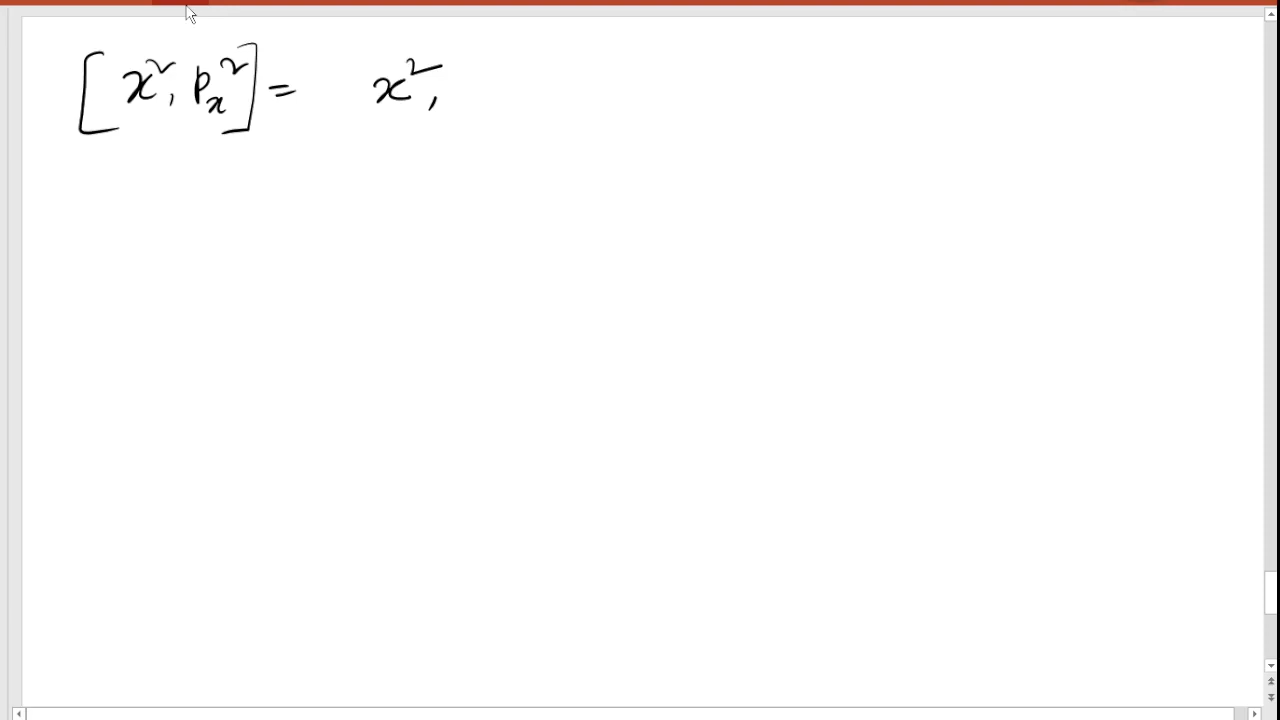 [x², pₓ²] = x²,